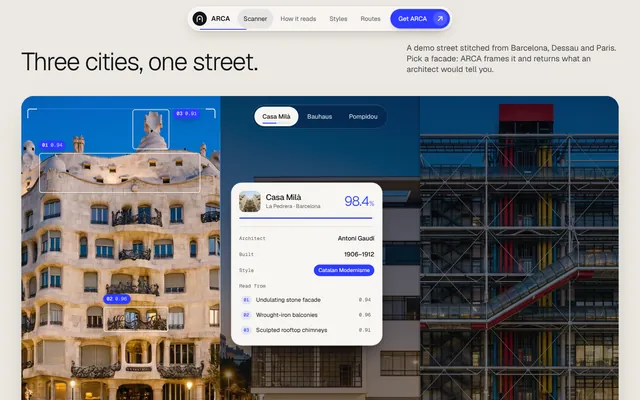 ARCA
Scanner
How it reads
Styles
Routes
Get ARCA
Three cities, one street.
A demo street stitched from Barcelona, Dessau and Paris.
Pick a facade: ARCA frames it and returns what an
architect would tell you.
03 0.91
01 0.94
02 0.96
Casa Milà
Bauhaus
Pompidou
Casa Milà
La Pedrera · Barcelona
98.4%
Architect
Antoni Gaudí
Built
1906–1912
Style
Catalan Modernisme
Read from
01 Undulating stone facade 0.94
02 Wrought-iron balconies 0.96
03 Sculpted rooftop chimneys 0.91